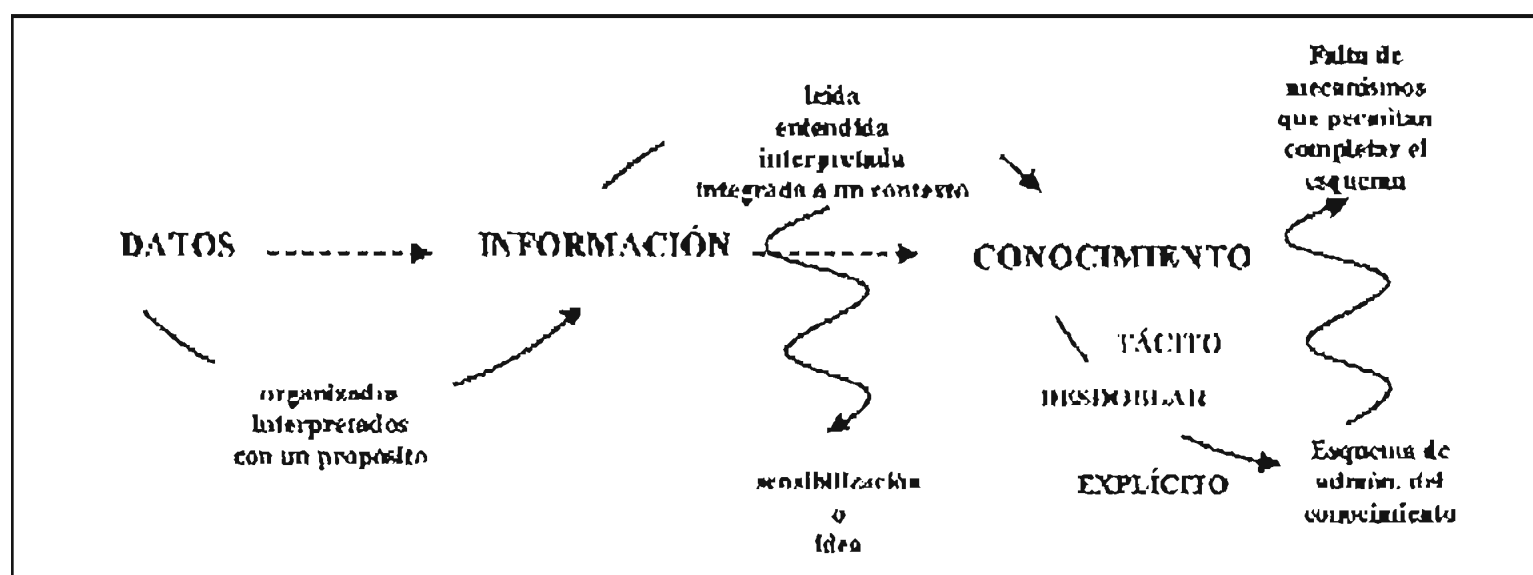 DATOS
organizados
Interpretados
con un propósito
INFORMACIÓN
leída
entendida
interpretada
integrada a un contexto
sensibilización
o
idea
CONOCIMIENTO
TÁCITO
DESDOBLAR
EXPLÍCITO
Esquema de
admón. del
conocimiento
Falta de
mecanismos
que permitan
completar el
esquema